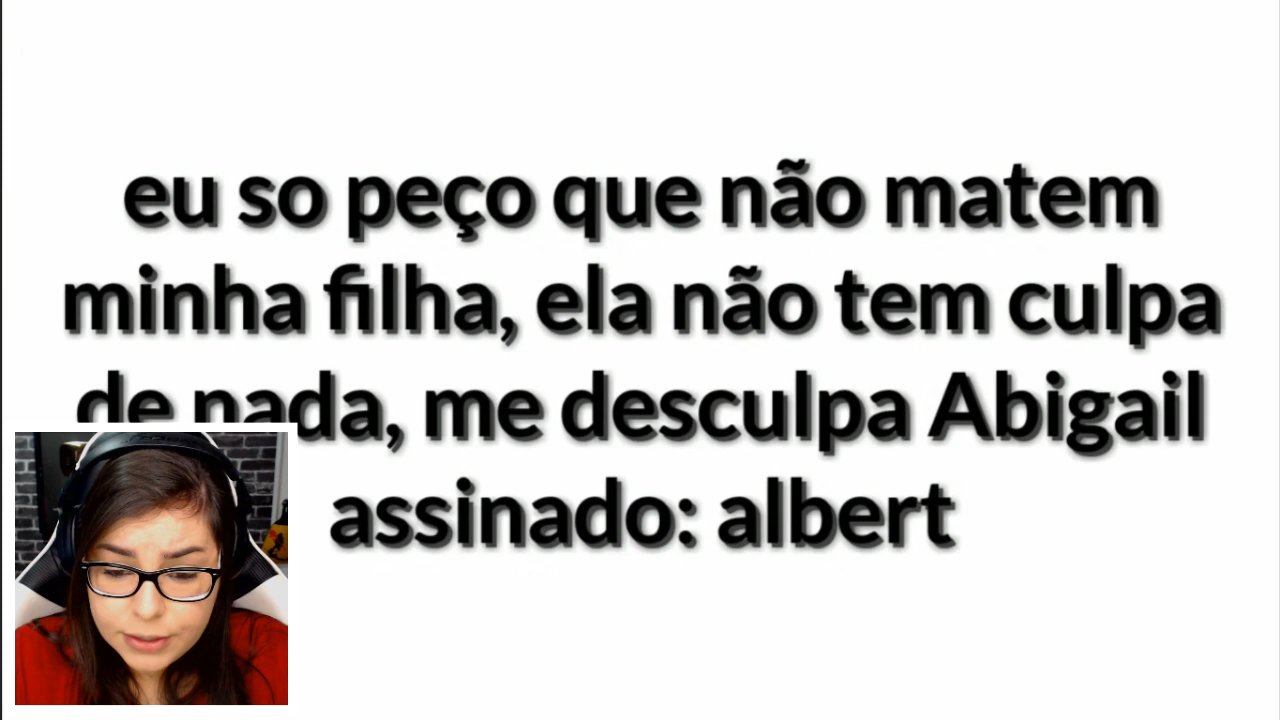 eu so peço que não matem
minha filha, ela não tem culpa
de nada, me desculpa Abigail
assinado: albert